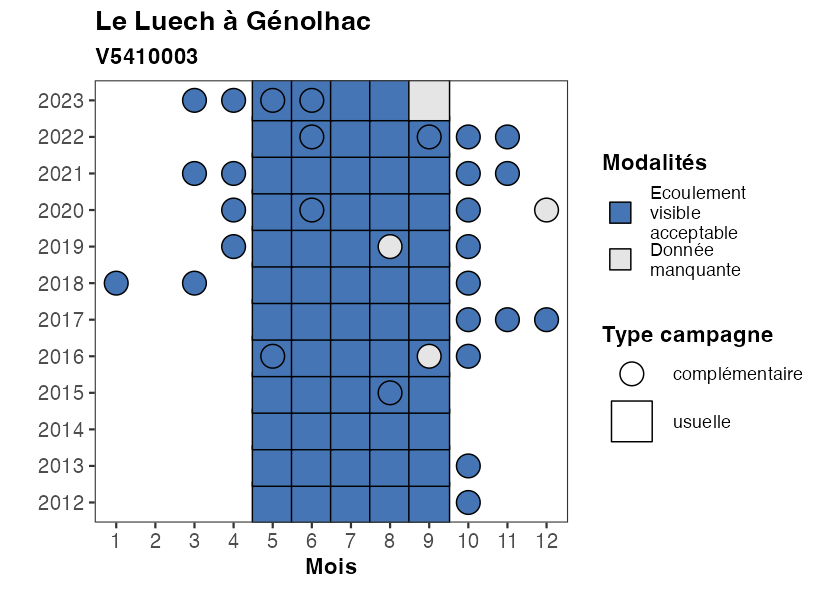 Le Luech à Génolhac
V5410003
2023
2022
2021
2020
2019
2018
2017
2016
2015
2014
2013
2012
1 2 3 4 5 6 7 8 9 10 11 12
Mois
Modalités
Ecoulement
visible
acceptable
Donnée
manquante
Type campagne
complémentaire
usuelle